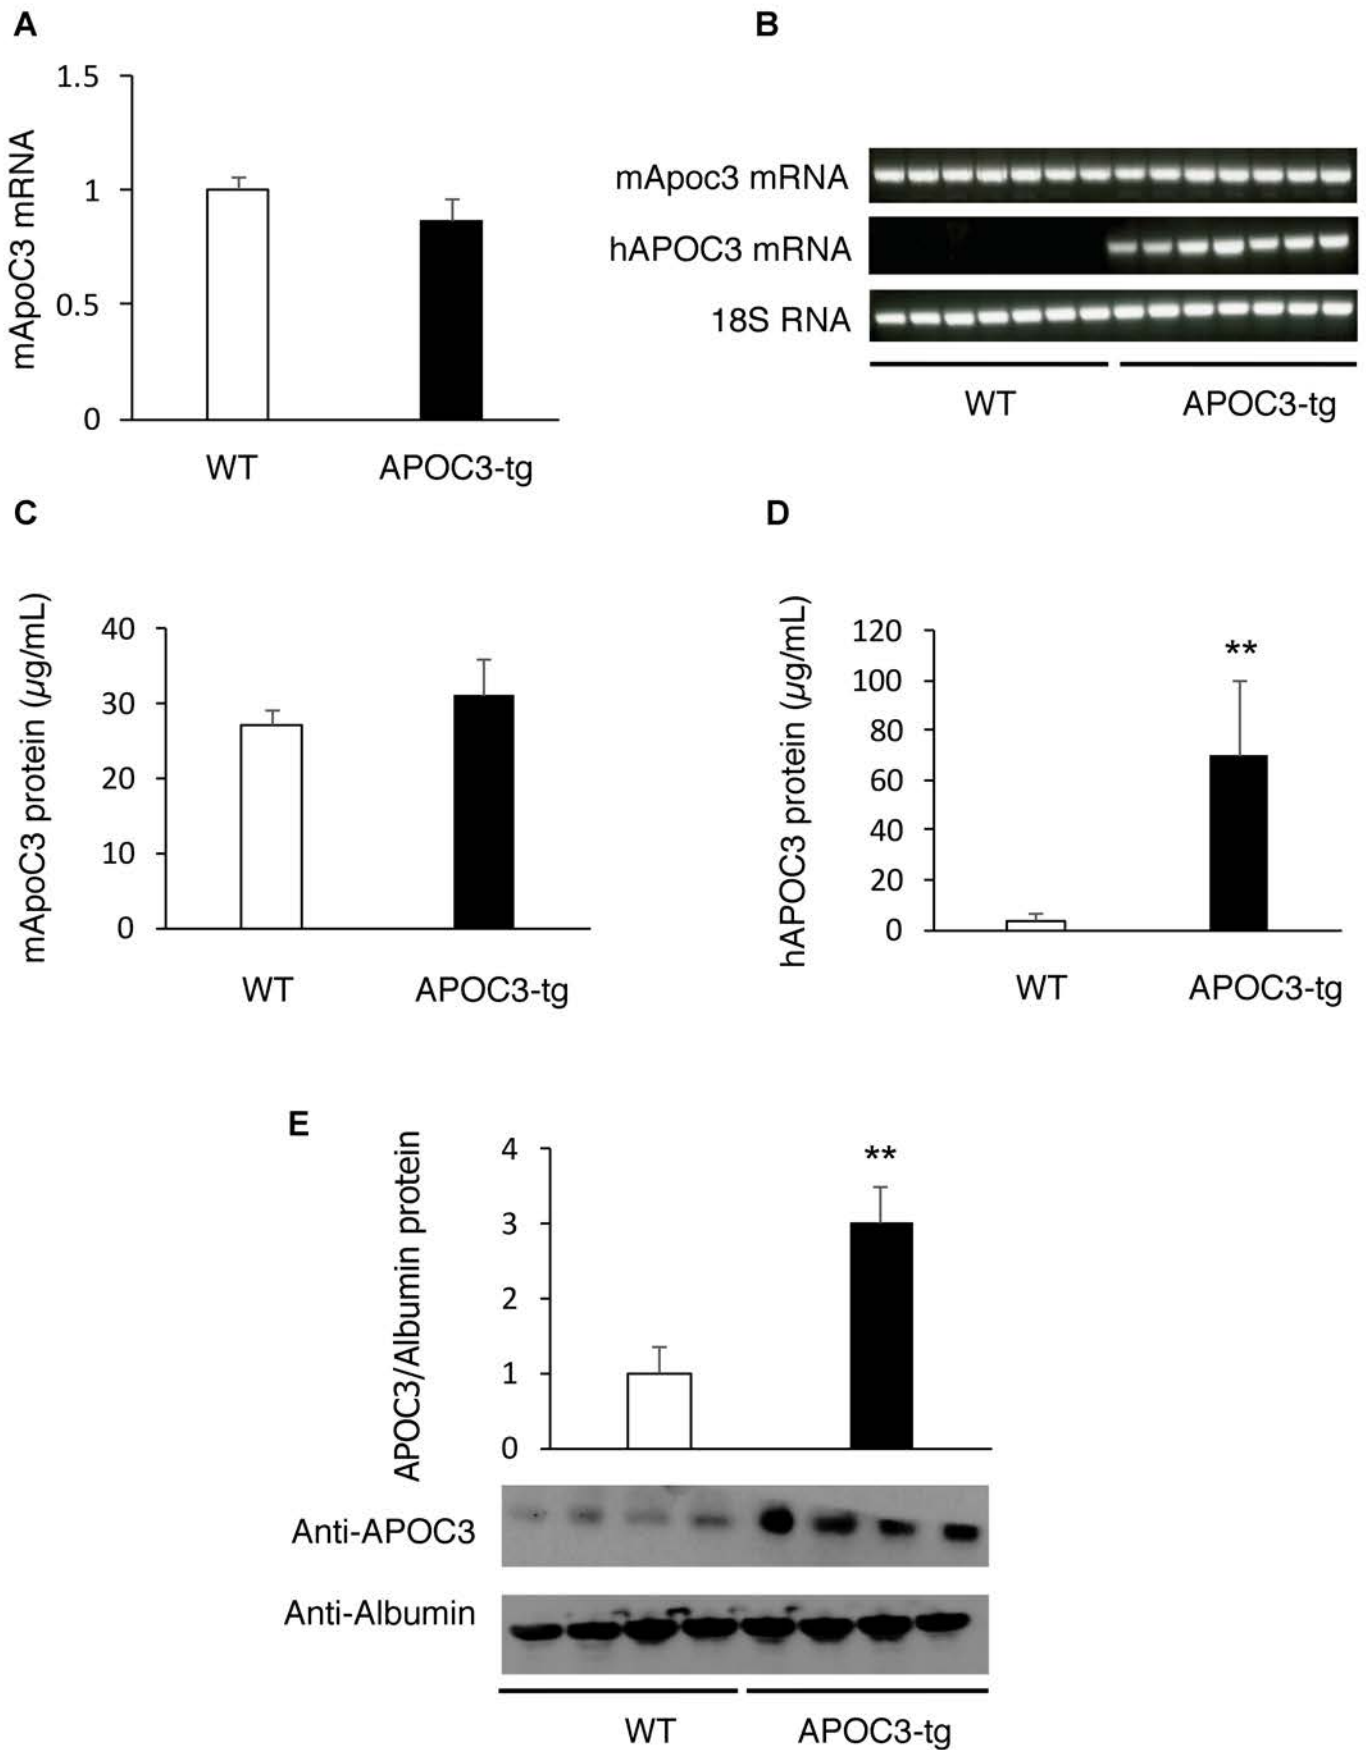 A
B
1.5
1
0.5
0
mApoC3 mRNA
WT
APOC3-tg
mApoc3 mRNA
hAPOC3 mRNA
18S RNA
WT
APOC3-tg
C
D
mApoC3 protein (µg/mL)
40
30
20
10
0
WT
APOC3-tg
hAPOC3 protein (µg/mL)
120
100
80
60
40
20
0
**
WT
APOC3-tg
E
APOC3/Albumin protein
4
3
2
1
0
**
Anti-APOC3
Anti-Albumin
WT
APOC3-tg